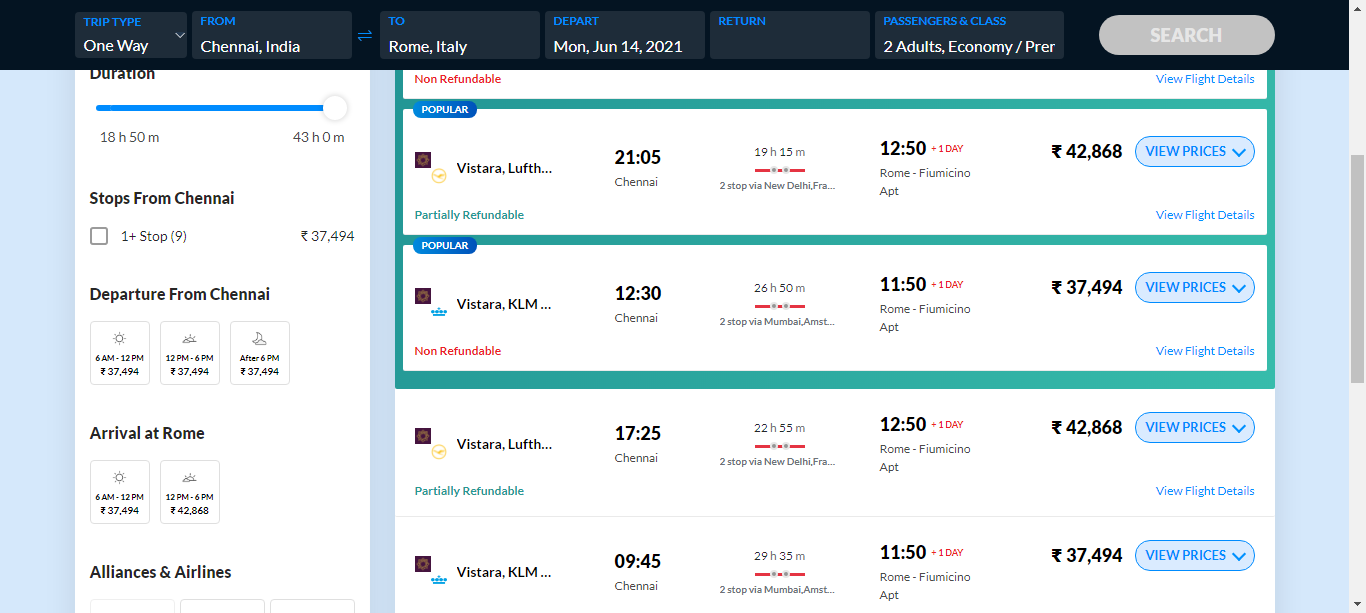 TRIP TYPE
One Way
FROM
Chennai, India
TO
Rome, Italy
DEPART
Mon, Jun 14, 2021
RETURN
PASSENGERS & CLASS
2 Adults, Economy / Prer
SEARCH
Duration
18 h 50 m 43 h 0 m
Stops From Chennai
1+ Stop (9) ₹ 37,494
Departure From Chennai
6 AM - 12 PM
₹ 37,494
12 PM - 6 PM
₹ 37,494
After 6 PM
₹ 37,494
Arrival at Rome
6 AM - 12 PM
₹ 37,494
12 PM - 6 PM
₹ 42,868
Alliances & Airlines
Non Refundable View Flight Details
POPULAR
Vistara, Lufth...
21:05
Chennai
19 h 15 m
2 stop via New Delhi,Fra...
12:50 + 1 DAY
Rome - Fiumicino
Apt
₹ 42,868
VIEW PRICES
Partially Refundable View Flight Details
POPULAR
Vistara, KLM ...
12:30
Chennai
26 h 50 m
2 stop via Mumbai,Amst...
11:50 + 1 DAY
Rome - Fiumicino
Apt
₹ 37,494
VIEW PRICES
Non Refundable View Flight Details
Vistara, Lufth...
17:25
Chennai
22 h 55 m
2 stop via New Delhi,Fra...
12:50 + 1 DAY
Rome - Fiumicino
Apt
₹ 42,868
VIEW PRICES
Partially Refundable View Flight Details
Vistara, KLM ...
09:45
Chennai
29 h 35 m
2 stop via Mumbai,Amst...
11:50 + 1 DAY
Rome - Fiumicino
Apt
₹ 37,494
VIEW PRICES